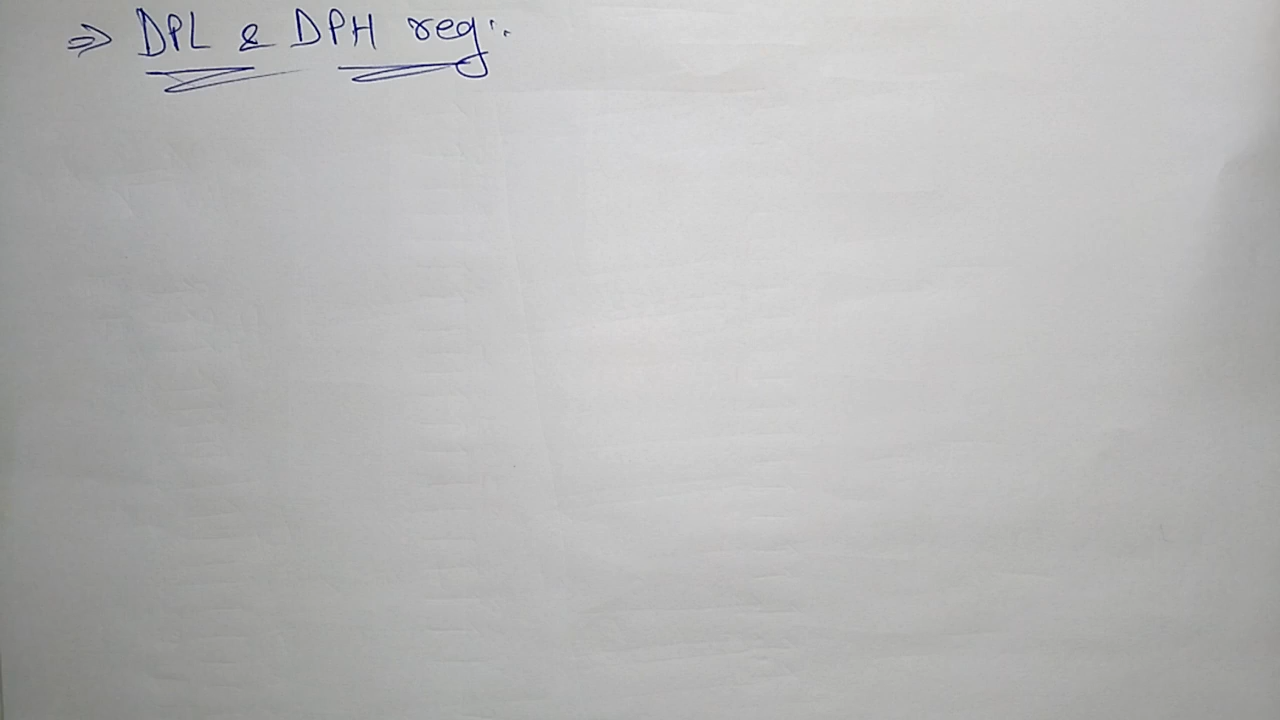 ⇒ DPL & DPH reg:.